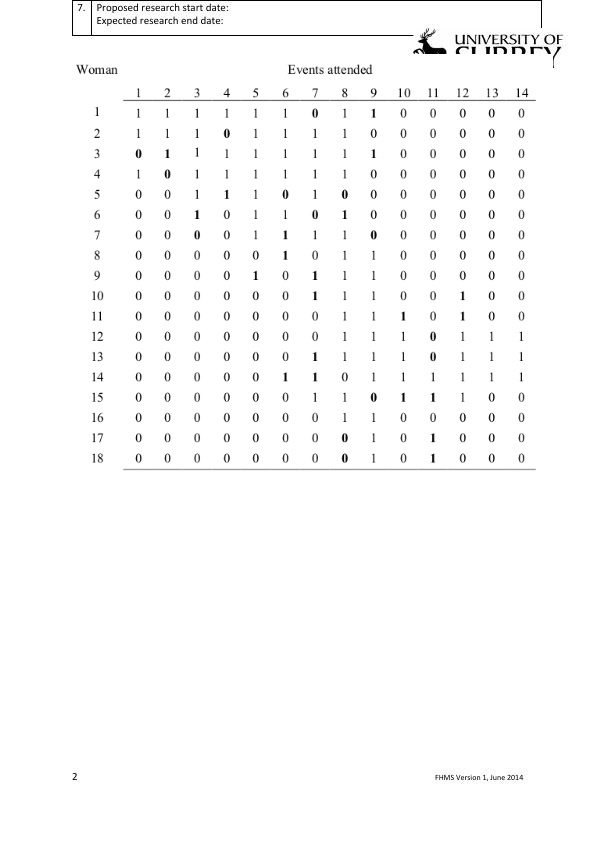 7. Proposed research start date:
Expected research end date:
UNIVERSITY OF
SURREY
Woman Events attended
1 2 3 4 5 6 7 8 9 10 11 12 13 14
1 1 1 1 1 1 1 0 1 1 0 0 0 0 0
2 1 1 1 0 1 1 1 1 0 0 0 0 0 0
3 0 1 1 1 1 1 1 1 1 0 0 0 0 0
4 1 0 1 1 1 1 1 1 0 0 0 0 0 0
5 0 0 1 1 1 0 1 0 0 0 0 0 0 0
6 0 0 1 0 1 1 0 1 0 0 0 0 0 0
7 0 0 0 0 1 1 1 1 0 0 0 0 0 0
8 0 0 0 0 0 1 0 1 1 0 0 0 0 0
9 0 0 0 0 1 0 1 1 1 0 0 0 0 0
10 0 0 0 0 0 0 1 1 1 0 0 1 0 0
11 0 0 0 0 0 0 0 1 1 1 0 1 0 0
12 0 0 0 0 0 0 0 1 1 1 0 1 1 1
13 0 0 0 0 0 0 1 1 1 1 0 1 1 1
14 0 0 0 0 0 1 1 0 1 1 1 1 1 1
15 0 0 0 0 0 0 1 1 0 1 1 1 0 0
16 0 0 0 0 0 0 0 1 1 0 0 0 0 0
17 0 0 0 0 0 0 0 0 1 0 1 0 0 0
18 0 0 0 0 0 0 0 0 1 0 1 0 0 0
2 FHMS Version 1, June 2014